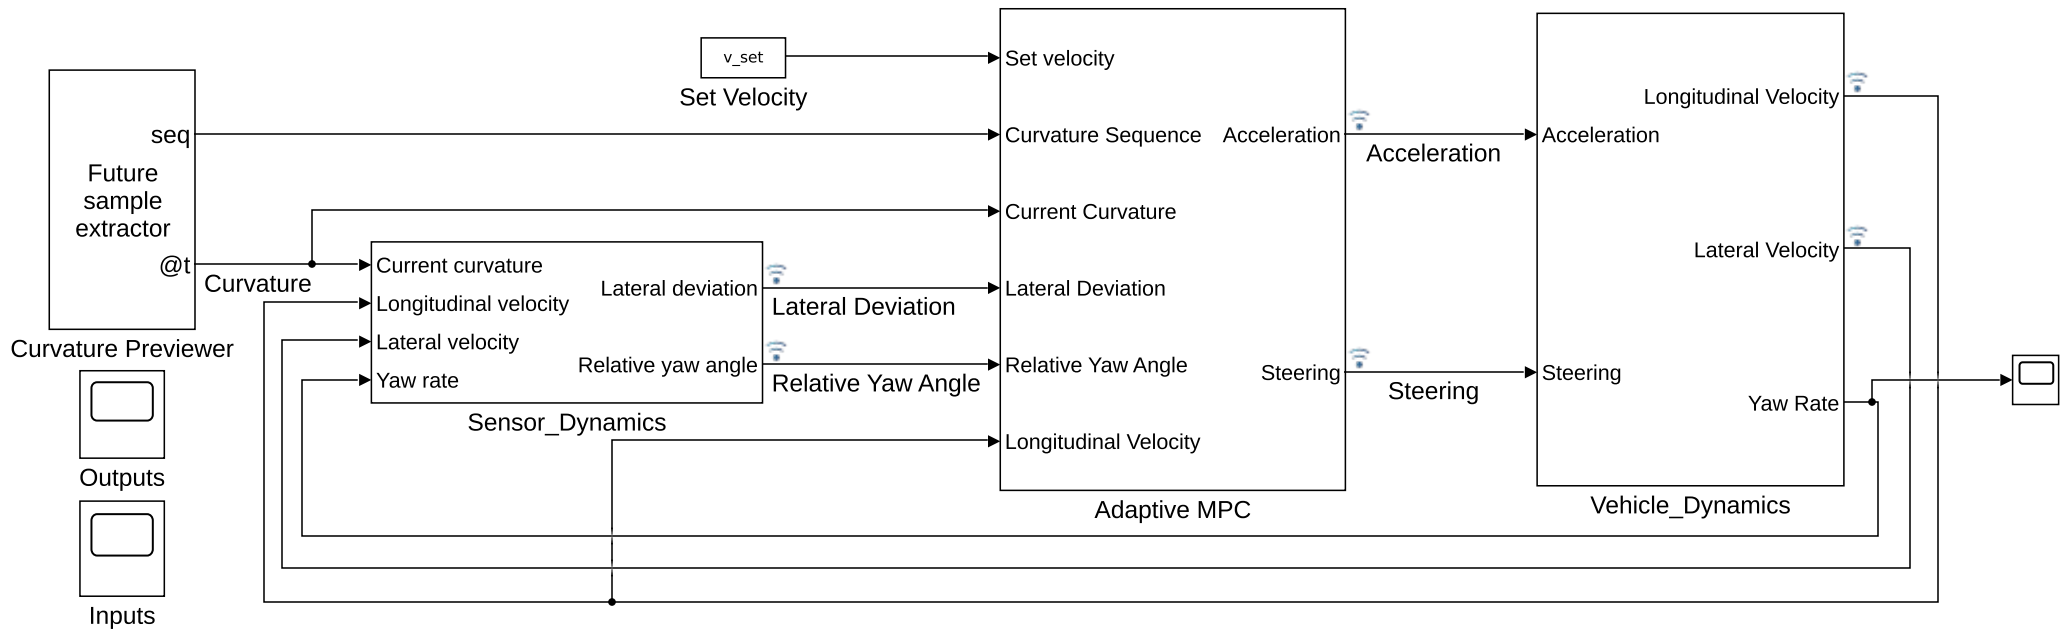 seq
Future
sample
extractor
@t
Curvature Previewer
Curvature
Outputs
Inputs
v_set
Set Velocity
Current curvature
Longitudinal velocity
Lateral velocity
Yaw rate
Lateral deviation
Relative yaw angle
Sensor_Dynamics
Lateral Deviation
Relative Yaw Angle
Set velocity
Curvature Sequence
Current Curvature
Lateral Deviation
Relative Yaw Angle
Longitudinal Velocity
Acceleration
Steering
Adaptive MPC
Acceleration
Steering
Acceleration
Steering
Longitudinal Velocity
Lateral Velocity
Yaw Rate
Vehicle_Dynamics